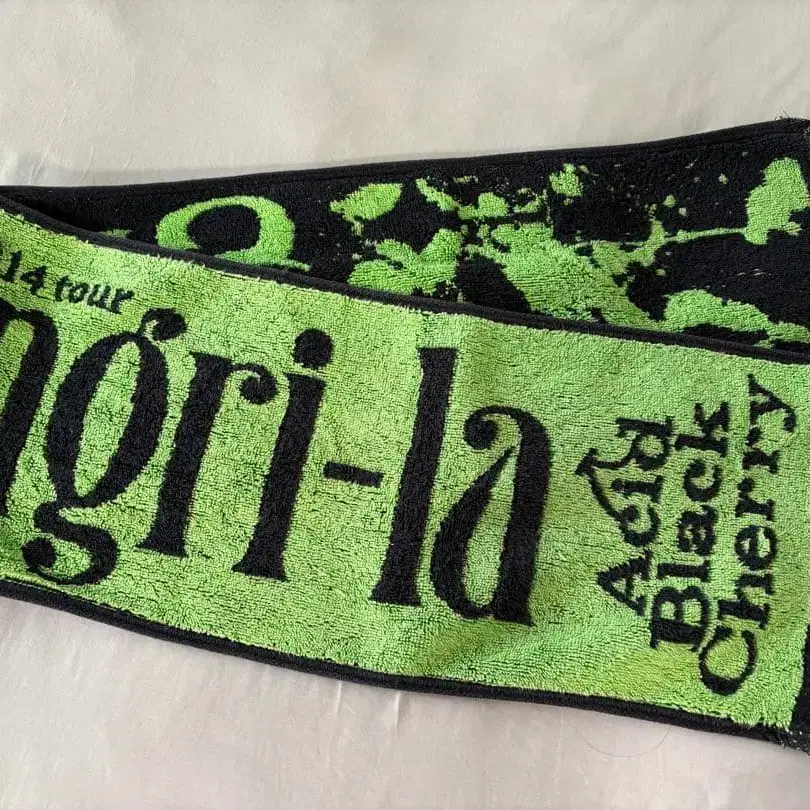 14 tour
ngri-la
Acid
Black
Cherry